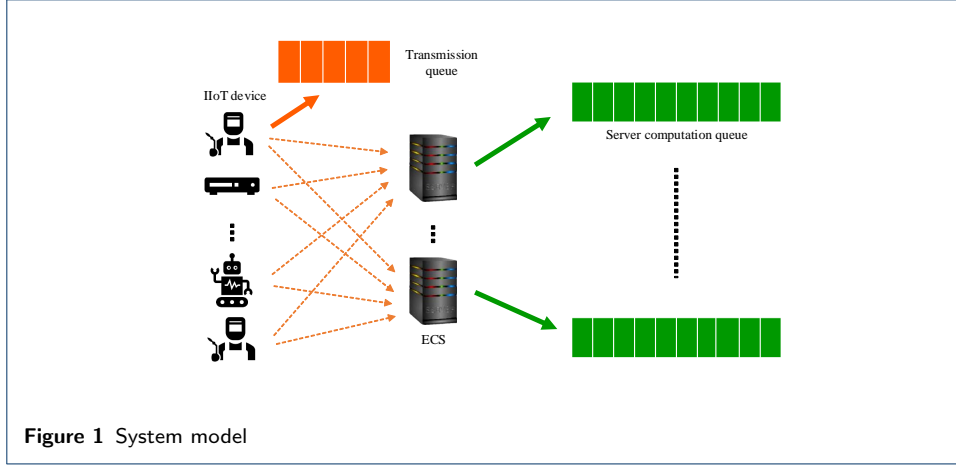 Transmission
queue
IIoT device
Server computation queue
ECS
Figure 1 System model